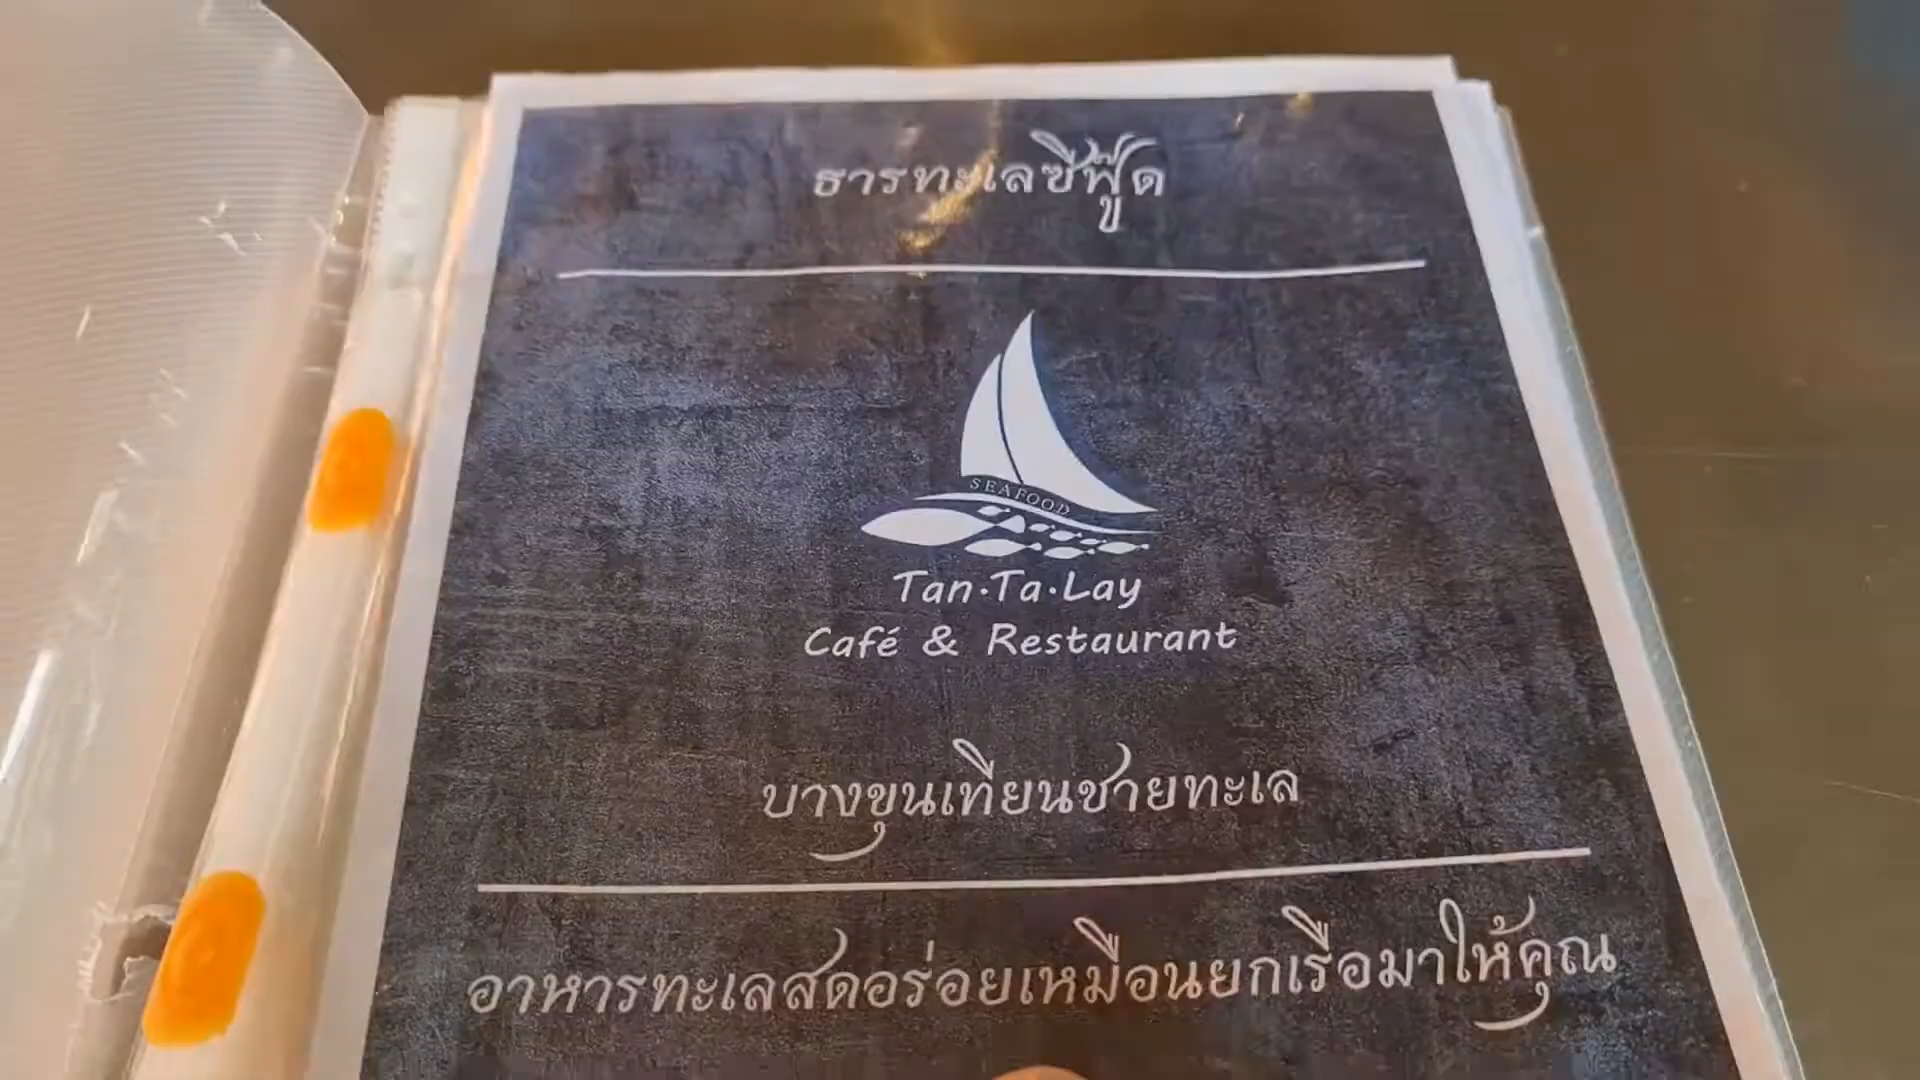 ธารทะเลซีฟู๊ด
SEAFOOD
Tan·Ta·Lay
Café & Restaurant
บางขุนเทียนชายทะเล
อาหารทะเลสดอร่อยเหมือนยกเรือมาให้คุณ